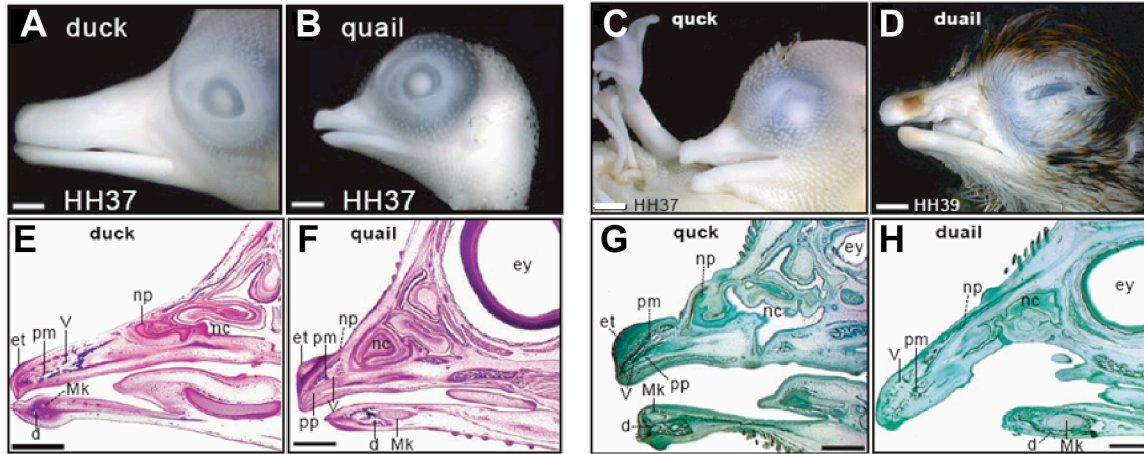 A duck
HH37
B quail
HH37
C quck
HH37
D duail
HH39
E duck
np
pm V
et
nc
Mk
d
F quail
ey
np
et pm
nc
pp V
d Mk
G quck
ey
np
pm
et
nc
V Mk pp
d
H duail
ey
np
nc
pm
V
d
Mk